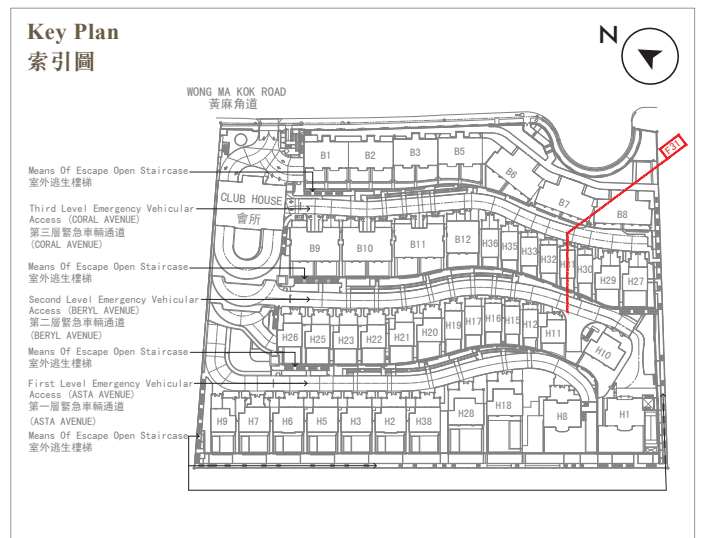 Key Plan
索引圖
N
WONG MA KOK ROAD
黃麻角道
F31
B1
B2
B3
B5
B6
B7
B8
Means Of Escape Open Staircase
室外逃生樓梯
CLUB HOUSE
會所
Third Level Emergency Vehicular
Access (CORAL AVENUE)
第三層緊急車輛通道
(CORAL AVENUE)
B9
B10
B11
B12
H36
H35
H33
H32
H30
H29
H27
Means Of Escape Open Staircase
室外逃生樓梯
Second Level Emergency Vehicular
Access (BERYL AVENUE)
第二層緊急車輛通道
(BERYL AVENUE)
H26
H25
H23
H22
H21
H20
H19
H17
H16
H15
H12
H11
H10
Means Of Escape Open Staircase
室外逃生樓梯
First Level Emergency Vehicular
Access (ASTA AVENUE)
第一層緊急車輛通道
(ASTA AVENUE)
H9
H7
H6
H5
H3
H2
H38
H28
H18
H8
H1
Means Of Escape Open Staircase
室外逃生樓梯